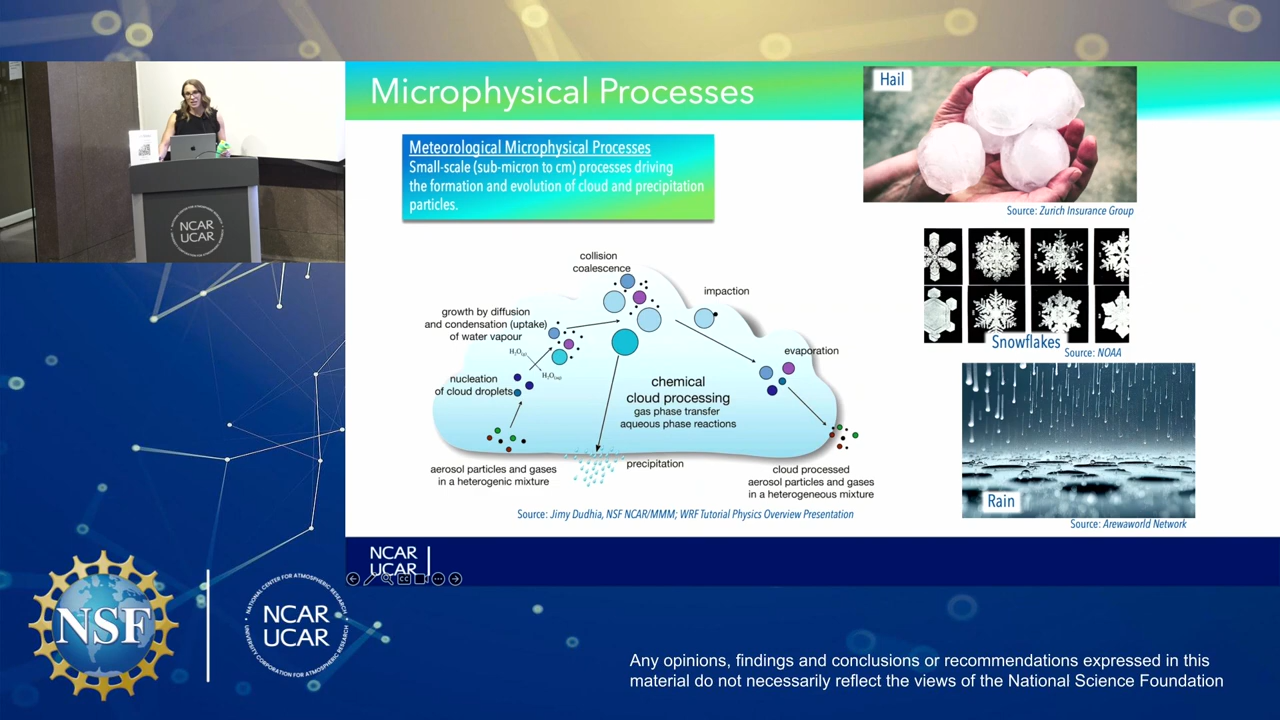 Microphysical Processes
Meteorological Microphysical Processes
Small-scale (sub-micron to cm) processes driving
the formation and evolution of cloud and precipitation
particles.
Hail
Source: Zurich Insurance Group
Snowflakes
Source: NOAA
Rain
Source: Arewaworld Network
collision
coalescence
impaction
growth by diffusion
and condensation (uptake)
of water vapour
H₂O(g)
H₂O(aq)
evaporation
nucleation
of cloud droplets
chemical
cloud processing
gas phase transfer
aqueous phase reactions
precipitation
aerosol particles and gases
in a heterogenic mixture
cloud processed
aerosol particles and gases
in a heterogeneous mixture
Source: Jimy Dudhia, NSF NCAR/MMM; WRF Tutorial Physics Overview Presentation
NCAR
UCAR
NCAR
UCAR
NSF
NATIONAL CENTER FOR ATMOSPHERIC RESEARCH
NCAR
UCAR
UNIVERSITY CORPORATION FOR ATMOSPHERIC RESEARCH
Any opinions, findings and conclusions or recommendations expressed in this
material do not necessarily reflect the views of the National Science Foundation